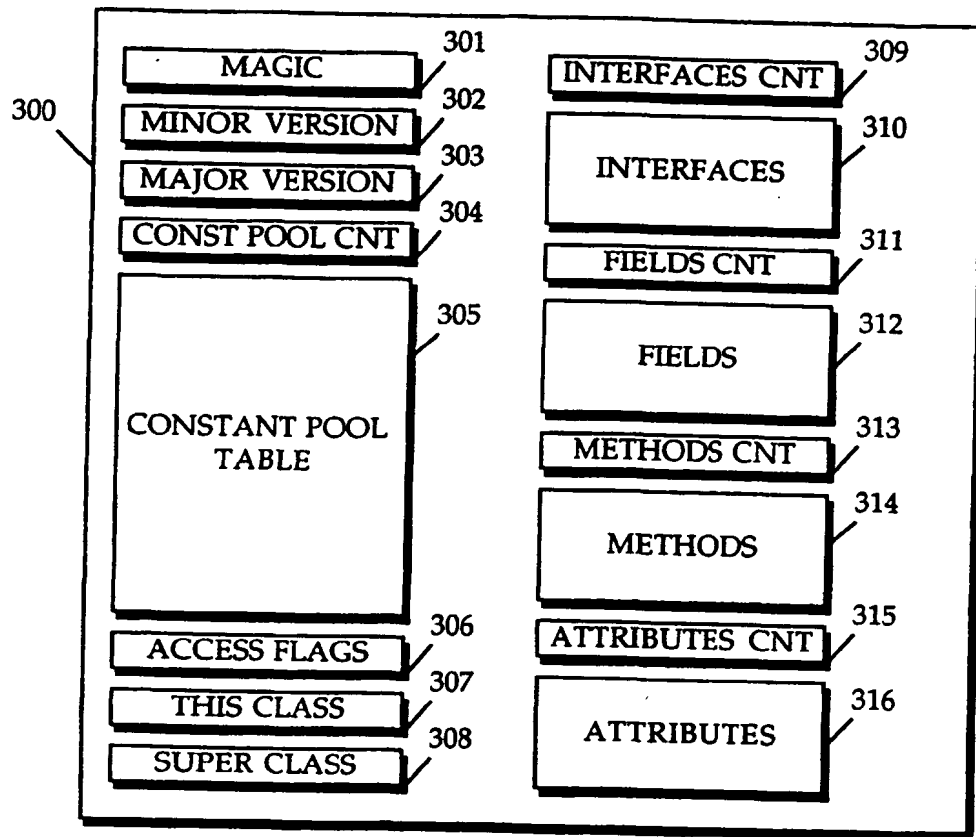 300
MAGIC
301
MINOR VERSION
302
MAJOR VERSION
303
CONST POOL CNT
304
CONSTANT POOL
TABLE
305
ACCESS FLAGS
306
THIS CLASS
307
SUPER CLASS
308
INTERFACES CNT
309
INTERFACES
310
FIELDS CNT
311
FIELDS
312
METHODS CNT
313
METHODS
314
ATTRIBUTES CNT
315
ATTRIBUTES
316